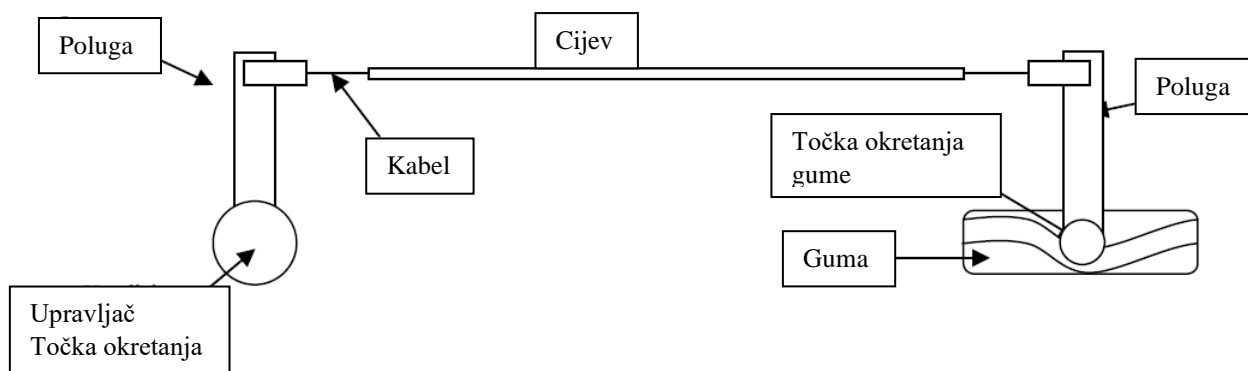 Poluga
Cijev
Poluga
Kabel
Točka okretanja
gume
Guma
Upravljač
Točka okretanja